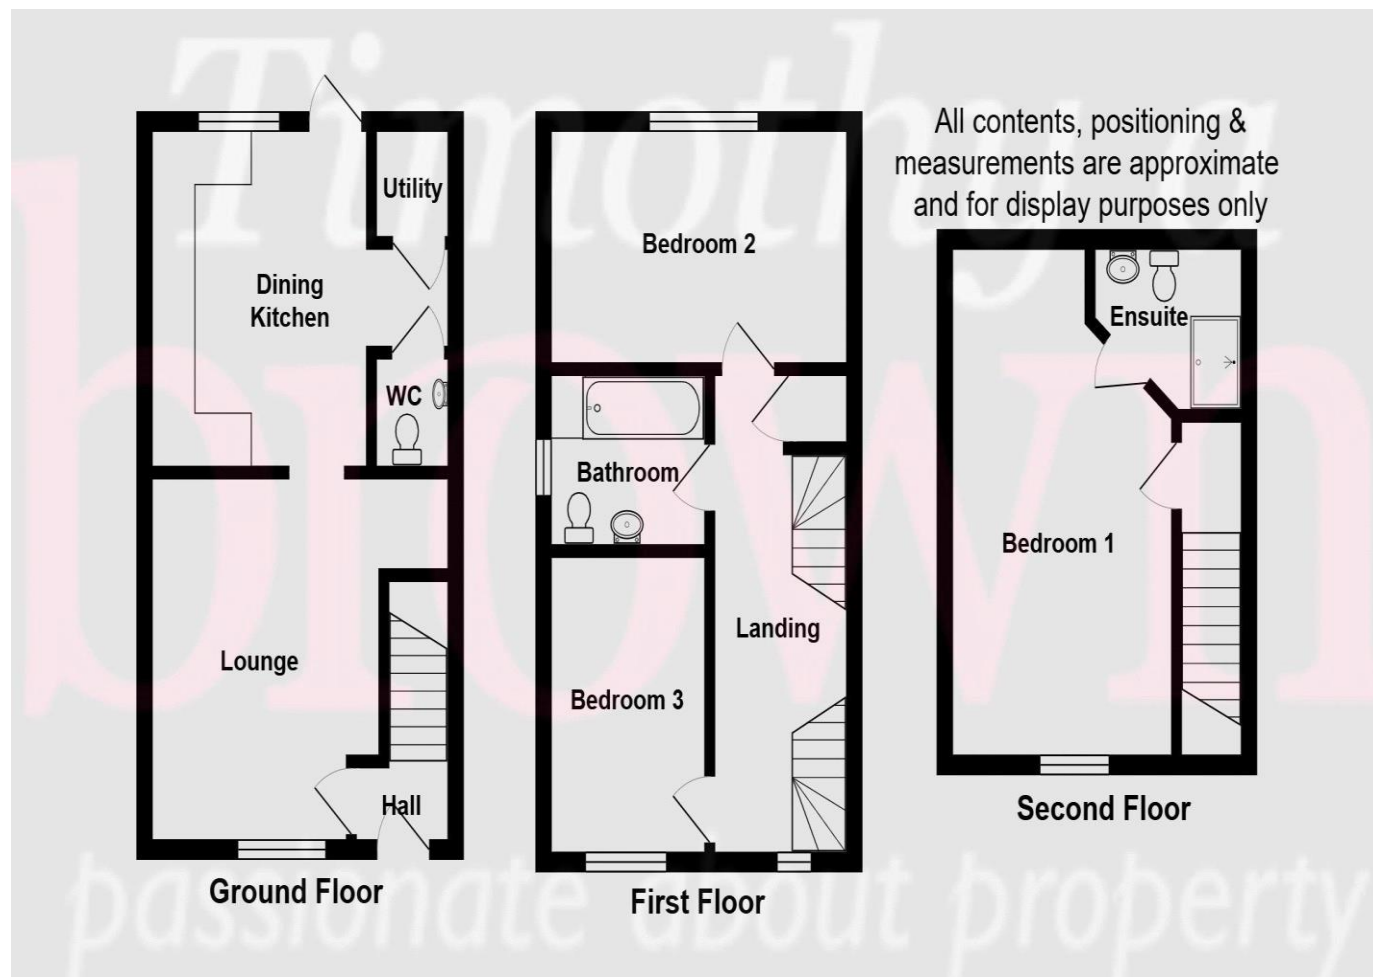 Timothy a
brown
passionate about property
All contents, positioning &
measurements are approximate
and for display purposes only
Utility
Dining
Kitchen
WC
Lounge
Hall
Ground Floor
Bedroom 2
Bathroom
Landing
Bedroom 3
First Floor
Ensuite
Bedroom 1
Second Floor